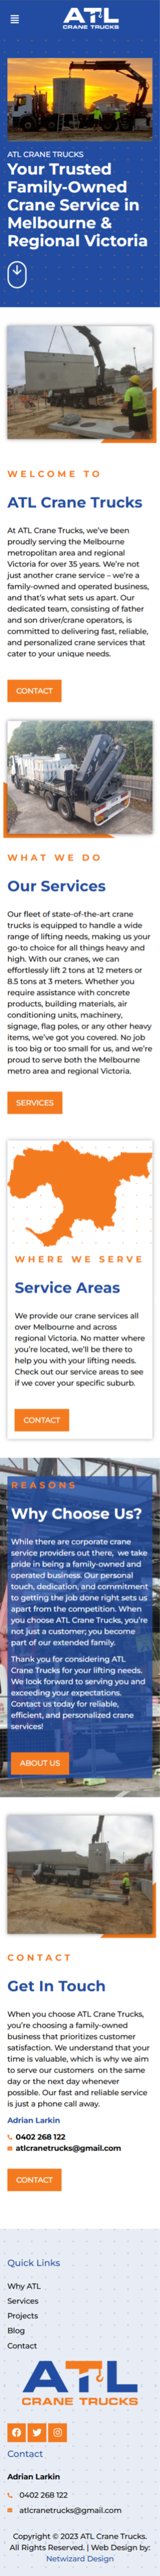 ATL
CRANE TRUCKS
ATL CRANE TRUCKS
Your Trusted
Family-Owned
Crane Service in
Melbourne &
Regional Victoria
WELCOME TO
ATL Crane Trucks
At ATL Crane Trucks, we've been
proudly serving the Melbourne
metropolitan area and regional
Victoria for over 35 years. We're not
just another crane service – we're a
family-owned and operated business,
and that's what sets us apart. Our
dedicated team, consisting of father
and son driver/crane operators, is
committed to delivering fast, reliable,
and personalized crane services that
cater to your unique needs.
CONTACT
WHAT WE DO
Our Services
Our fleet of state-of-the-art crane
trucks is equipped to handle a wide
range of lifting needs, making us your
go-to choice for all things heavy and
high. With our cranes, we can
effortlessly lift 2 tons at 12 meters or
8.5 tons at 3 meters. Whether you
require assistance with concrete
products, building materials, air
conditioning units, machinery,
signage, flag poles, or any other heavy
items, we've got you covered. No job
is too big or too small for us, and we're
proud to serve both the Melbourne
metro area and regional Victoria.
SERVICES
WHERE WE SERVE
Service Areas
We provide our crane services all
over Melbourne and across
regional Victoria. No matter where
you're located, we'll be there to
help you with your lifting needs.
Check out our service areas to see
if we cover your specific suburb.
CONTACT
REASONS
Why Choose Us?
While there are corporate crane
service providers out there, we take
pride in being a family-owned and
operated business. Our personal
touch, dedication, and commitment
to getting the job done right sets us
apart from the competition. When
you choose ATL Crane Trucks, you're
not just a customer; you become
part of our extended family.
Thank you for considering ATL
Crane Trucks for your lifting needs.
We look forward to serving you and
exceeding your expectations.
Contact us today for reliable,
efficient, and personalized crane
services!
ABOUT US
CONTACT
Get In Touch
When you choose ATL Crane Trucks,
you're choosing a family-owned
business that prioritizes customer
satisfaction. We understand that your
time is valuable, which is why we aim
to serve our customers on the same
day or the next day whenever
possible. Our fast and reliable service
is just a phone call away.
Adrian Larkin
0402 268 122
atlcranetrucks@gmail.com
CONTACT
Quick Links
Why ATL
Services
Projects
Blog
Contact
ATL
CRANE TRUCKS
Contact
Adrian Larkin
0402 268 122
atlcranetrucks@gmail.com
Copyright © 2023 ATL Crane Trucks.
All Rights Reserved. | Web Design by:
Netwizard Design